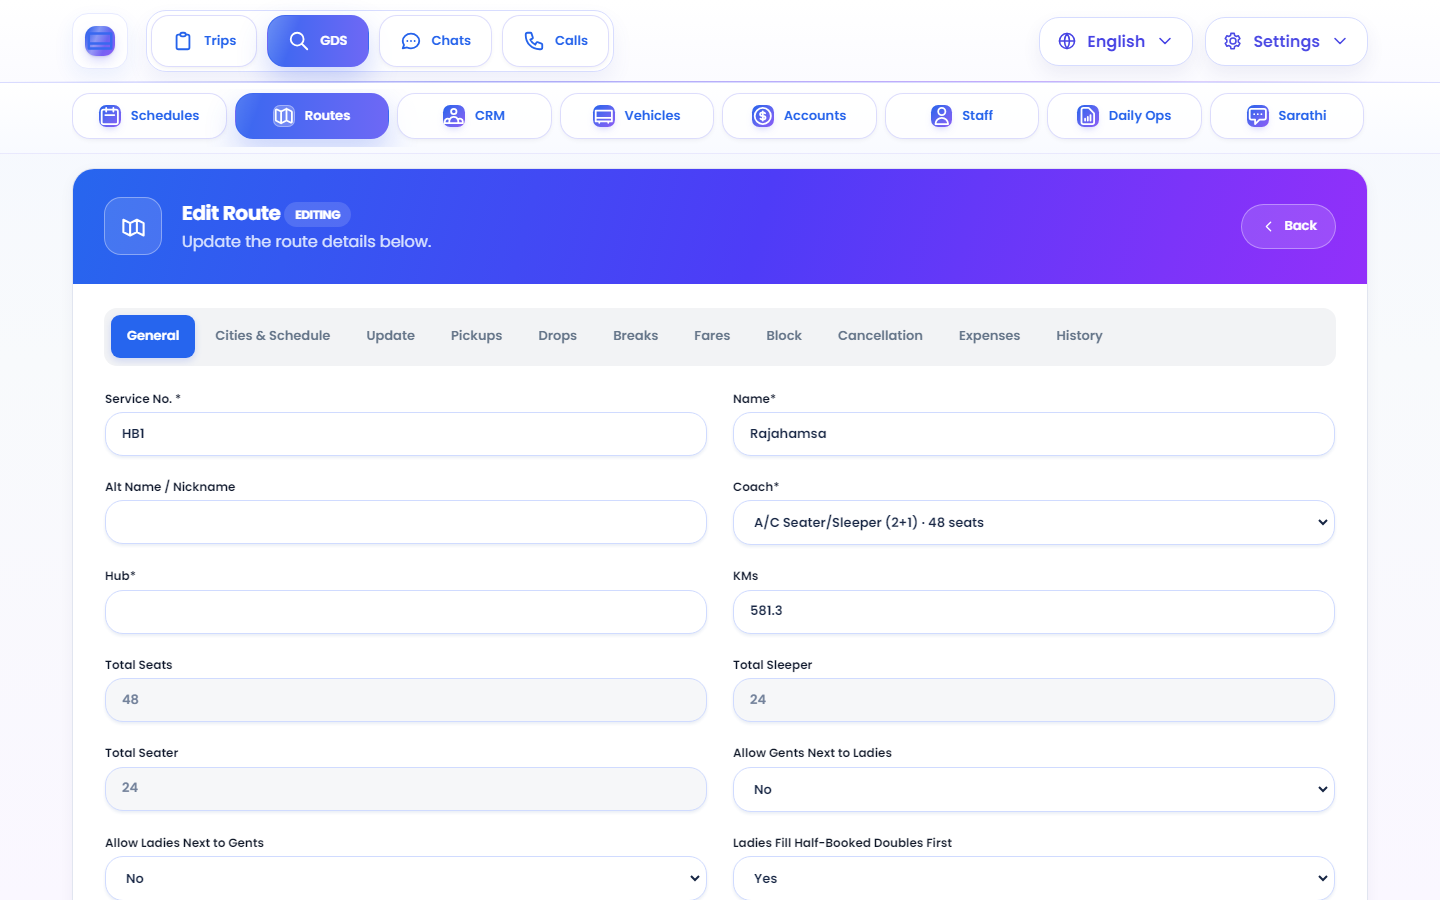 Trips
GDS
Chats
Calls
English
Settings
Schedules
Routes
CRM
Vehicles
Accounts
Staff
Daily Ops
Sarathi
Edit Route EDITING
Update the route details below.
Back
General
Cities & Schedule
Update
Pickups
Drops
Breaks
Fares
Block
Cancellation
Expenses
History
Service No. *
Name*
HB1
Rajahamsa
Alt Name / Nickname
Coach*
A/C Seater/Sleeper (2+1) · 48 seats
Hub*
KMs
581.3
Total Seats
Total Sleeper
48
24
Total Seater
Allow Gents Next to Ladies
24
No
Allow Ladies Next to Gents
Ladies Fill Half-Booked Doubles First
No
Yes